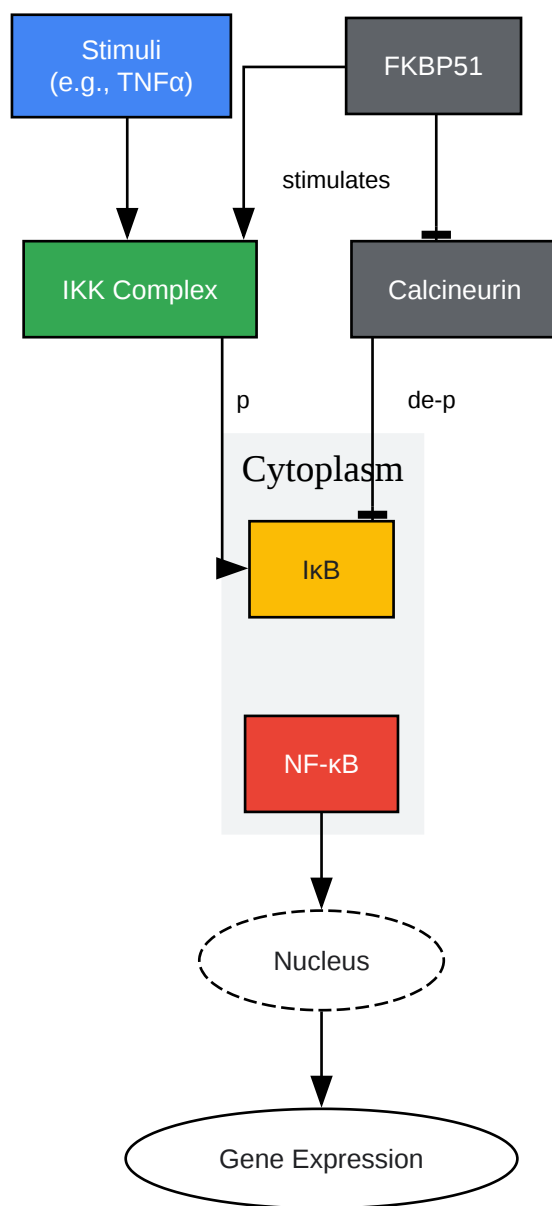 Stimuli
(e.g., TNFα)
FKBP51
stimulates
IKK Complex
Calcineurin
p
de-p
Cytoplasm
IκB
NF-κB
Nucleus
Gene Expression